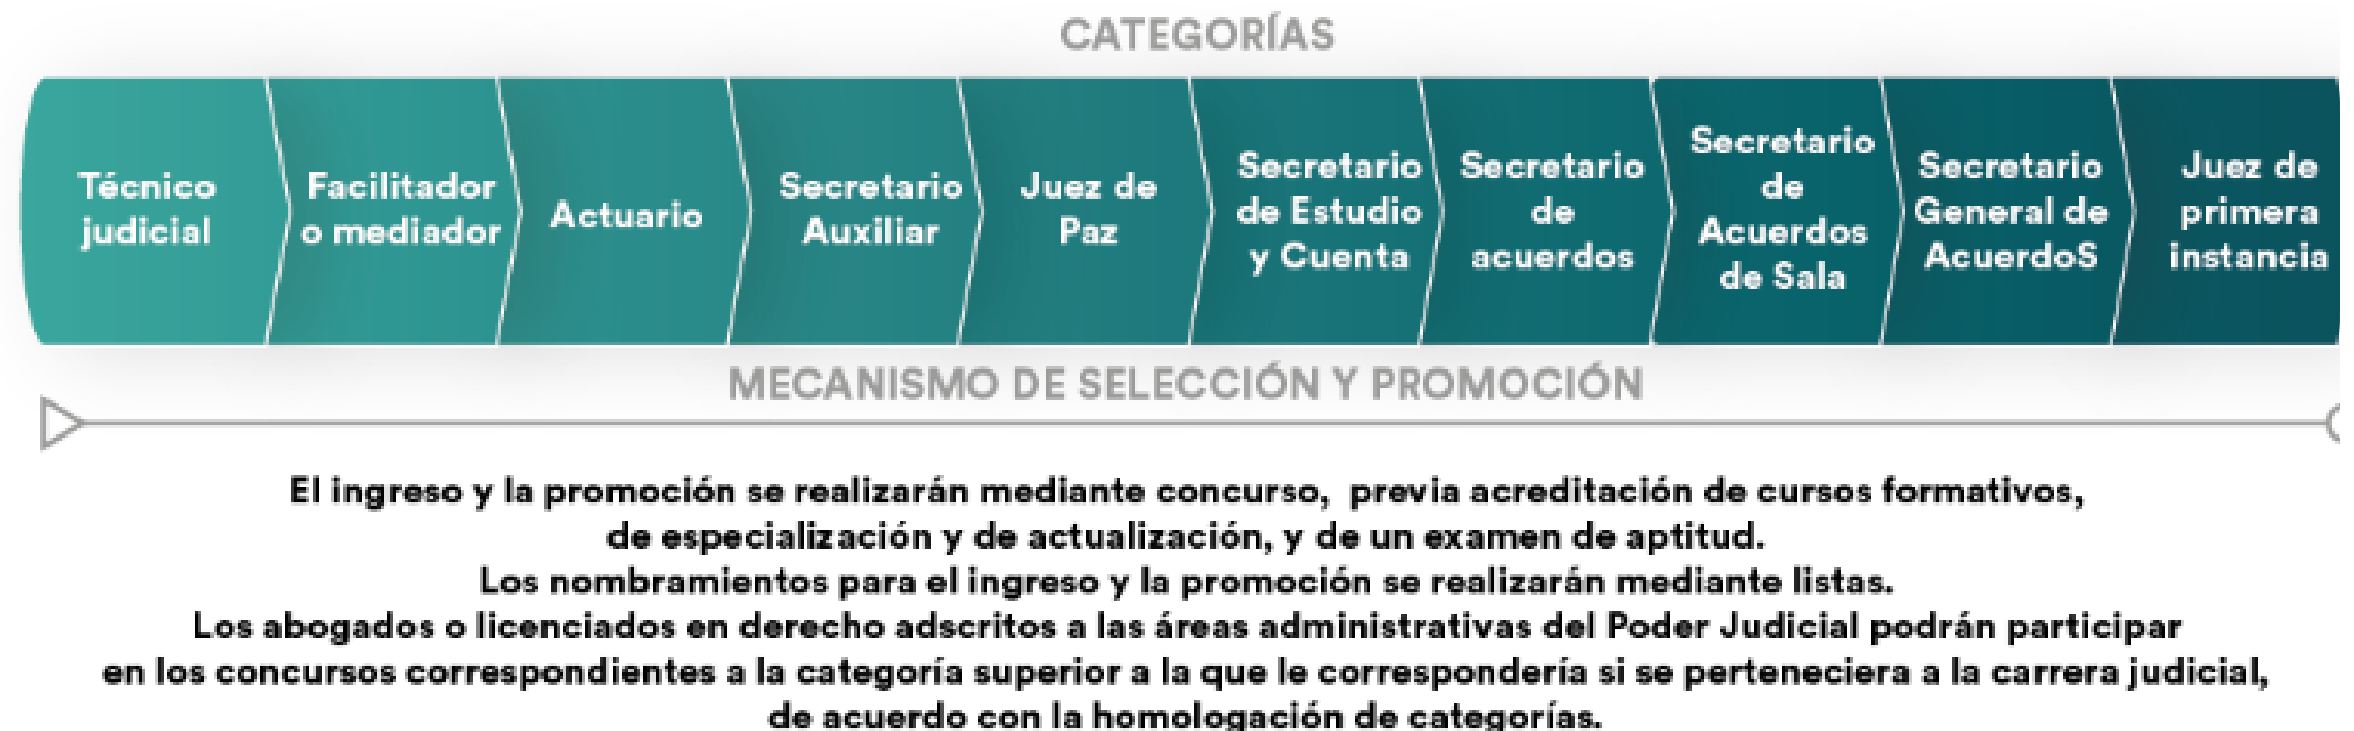 CATEGORÍAS
Técnico
judicial
Facilitador
o mediador
Actuario
Secretario
Auxiliar
Juez de
Paz
Secretario
de Estudio
y Cuenta
Secretario
de
acuerdos
Secretario
de
Acuerdos
de Sala
Secretario
General de
AcuerdoS
Juez de
primera
instancia
MECANISMO DE SELECCIÓN Y PROMOCIÓN
El ingreso y la promoción se realizarán mediante concurso, previa acreditación de cursos formativos,
de especialización y de actualización, y de un examen de aptitud.
Los nombramientos para el ingreso y la promoción se realizarán mediante listas.
Los abogados o licenciados en derecho adscritos a las áreas administrativas del Poder Judicial podrán participar
en los concursos correspondientes a la categoría superior a la que le correspondería si se perteneciera a la carrera judicial,
de acuerdo con la homologación de categorías.